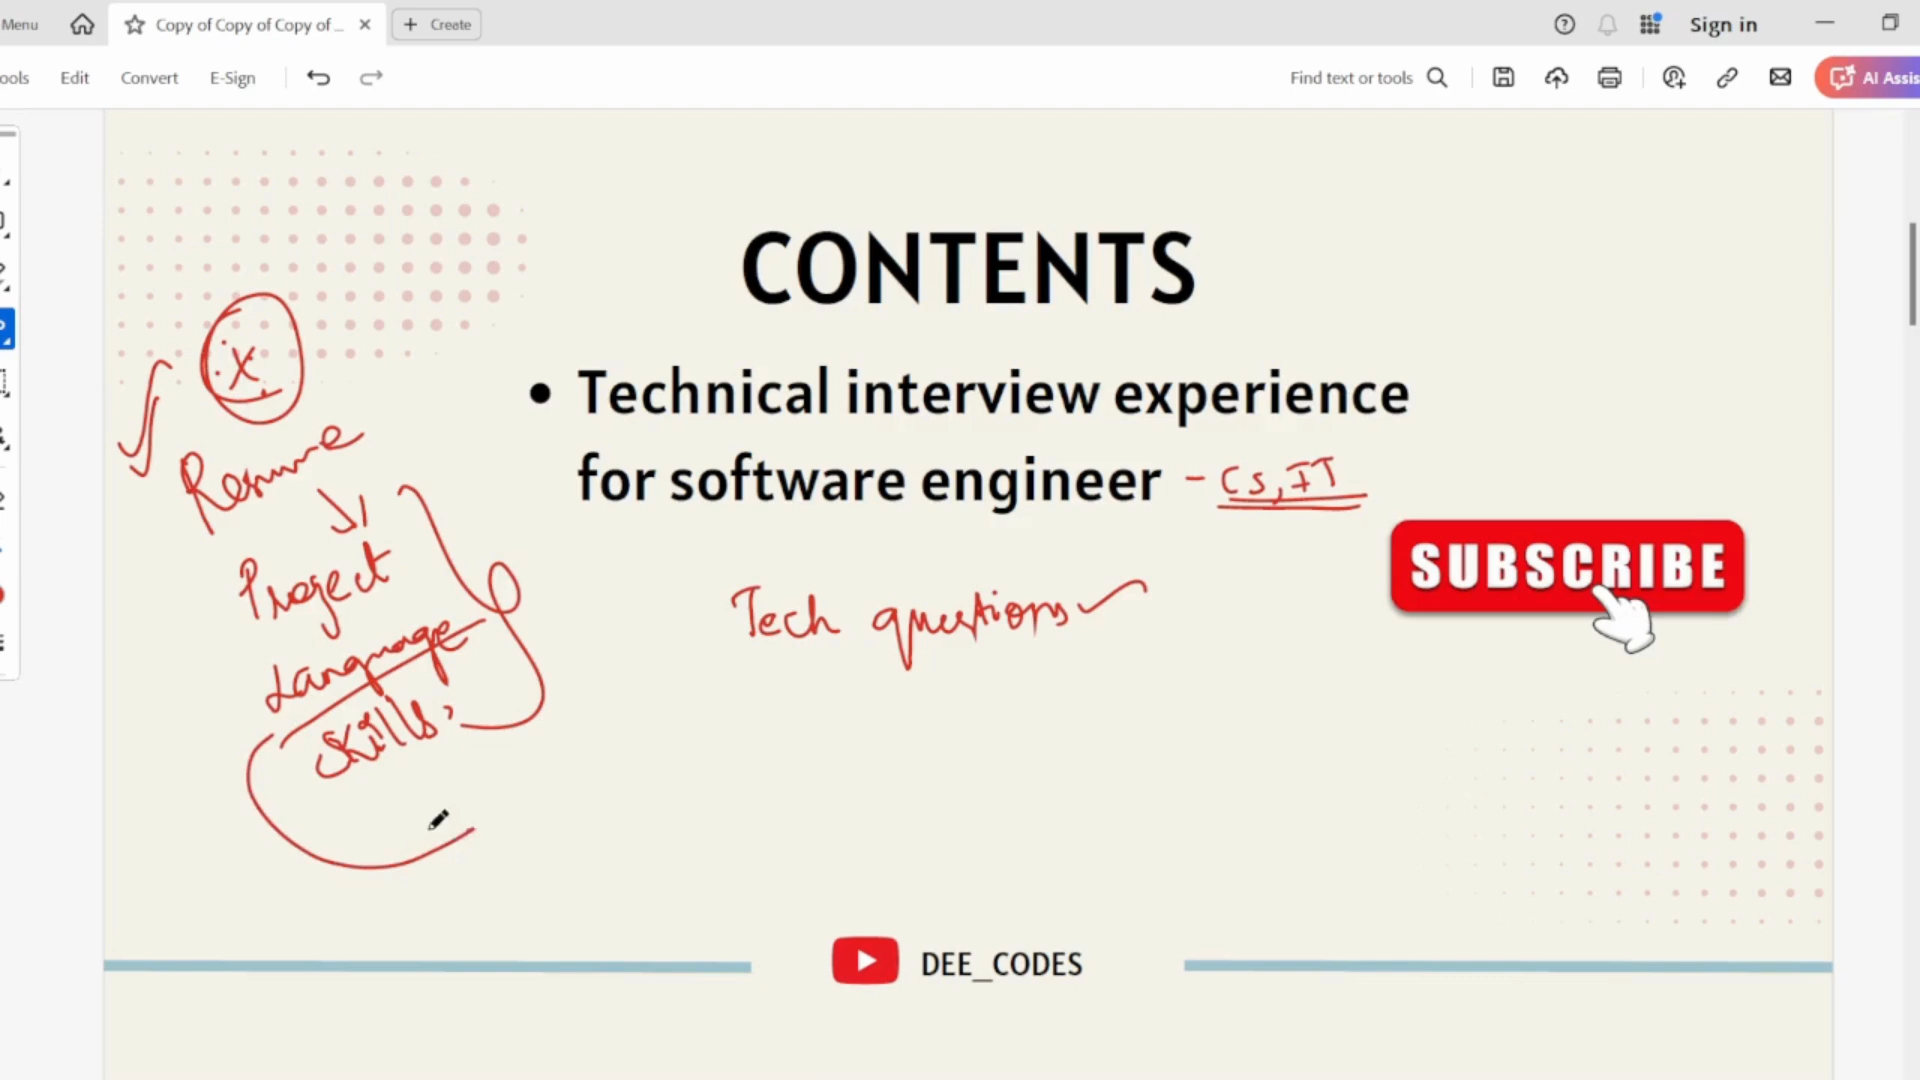 Menu
Copy of Copy of Copy of ...
Create
Sign in
ools
Edit
Convert
E-Sign
Find text or tools
AI Assis
CONTENTS
• Technical interview experience
for software engineer - CS, IT
SUBSCRIBE
X
Resume
Project
Language
Skills,
Tech questions
DEE_CODES